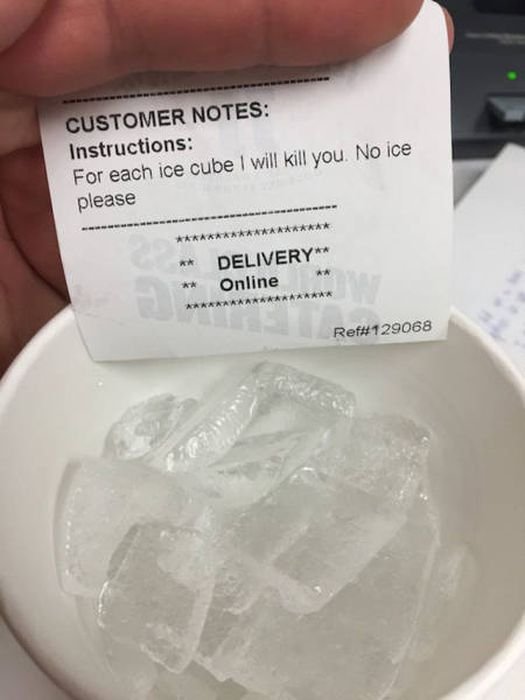 --------------------------------------------
CUSTOMER NOTES:
Instructions:
For each ice cube I will kill you. No ice
please
--------------------------------------------
********************
** DELIVERY**
** Online **
********************
Ref#129068